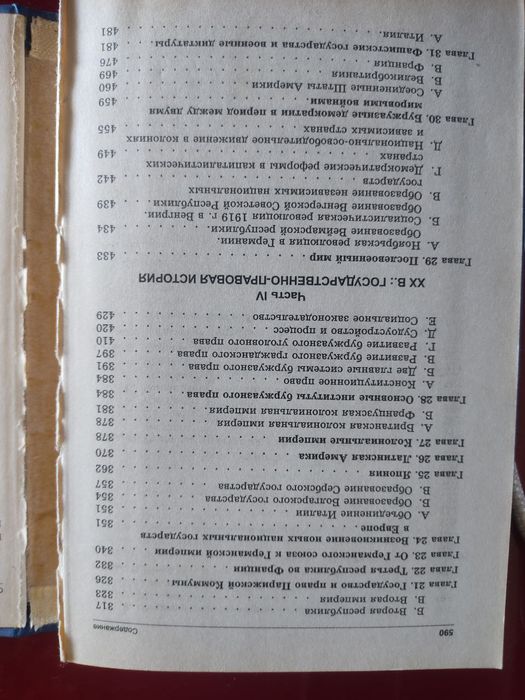 590 Содержание
Б. Вторая республика . . . . . . . . . . . . . 317
В. Вторая империя . . . . . . . . . . . . . 323
Глава 21. Государство и право Парижской Коммуны . . . . . 326
Глава 22. Третья республика во Франции . . . . . . . . 332
Глава 23. От Германского союза к Германской империи 340
Глава 24. Возникновение новых национальных государств
в Европе . . . . . . . . . . . . . . . . . 351
А. Объединение Италии . . . . . . . . . . . . 351
Б. Образование Болгарского государства . . . . . . 354
В. Образование Сербского государства . . . . . . . 357
Глава 25. Япония . . . . . . . . . . . . . . . . 362
Глава 26. Латинская Америка . . . . . . . . . . . . 370
Глава 27. Колониальные империи . . . . . . . . . . 378
А. Британская колониальная империя . . . . . . . . 378
Б. Французская колониальная империя . . . . . . . . 381
Глава 28. Основные институты буржуазного права . . . . . . 384
А. Конституционное право . . . . . . . . . . . . 384
Б. Две главные системы буржуазного права . . . . . . 391
В. Развитие буржуазного гражданского права . . . . . . 397
Г. Развитие буржуазного уголовного права . . . . . . 410
Д. Судоустройство и процесс . . . . . . . . . . . 420
Е. Социальное законодательство . . . . . . . . . . 429
Часть IV
XX В.: ГОСУДАРСТВЕННО-ПРАВОВАЯ ИСТОРИЯ
Глава 29. Послевоенный мир . . . . . . . . . . . . 433
А. Ноябрьская революция в Германии.
Образование Веймарской республики. . . . . . . . . 434
Б. Социалистическая революция 1919 г. в Венгрии.
Образование Венгерской Советской Республики. . . . . 439
В. Образование независимых национальных
государств . . . . . . . . . . . . . . . . 442
Г. Демократические реформы в капиталистических
странах . . . . . . . . . . . . . . . . . 449
Д. Национально-освободительное движение в колониях
и зависимых странах . . . . . . . . . . . . . 455
Глава 30. Буржуазные демократии в период между двумя
мировыми войнами. . . . . . . . . . . . . . 459
А. Соединенные Штаты Америки . . . . . . . . . . 460
Б. Великобритания . . . . . . . . . . . . . . 469
В. Франция . . . . . . . . . . . . . . . . . 476
Глава 31. Фашистские государства и военные диктатуры. . . . 481
А. Италия. . . . . . . . . . . . . . . . . . 481